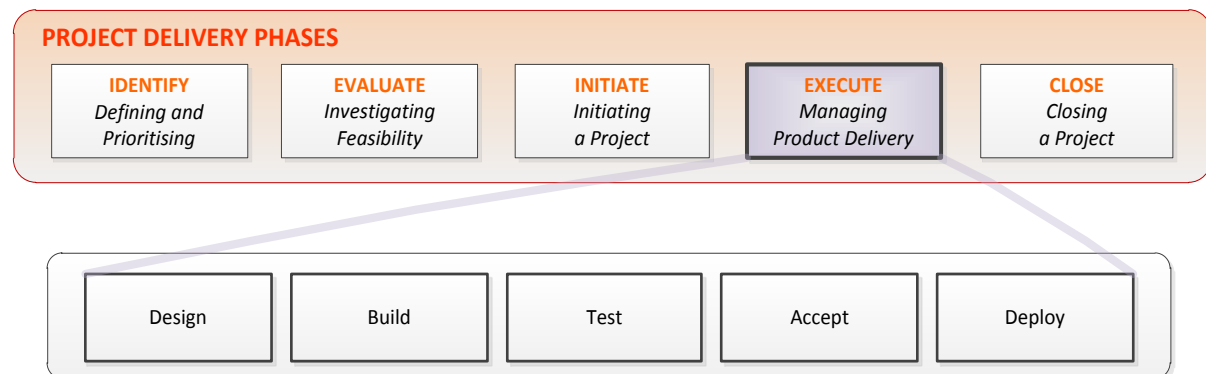 PROJECT DELIVERY PHASES
IDENTIFY
Defining and
Prioritising
EVALUATE
Investigating
Feasibility
INITIATE
Initiating
a Project
EXECUTE
Managing
Product Delivery
CLOSE
Closing
a Project
Design
Build
Test
Accept
Deploy